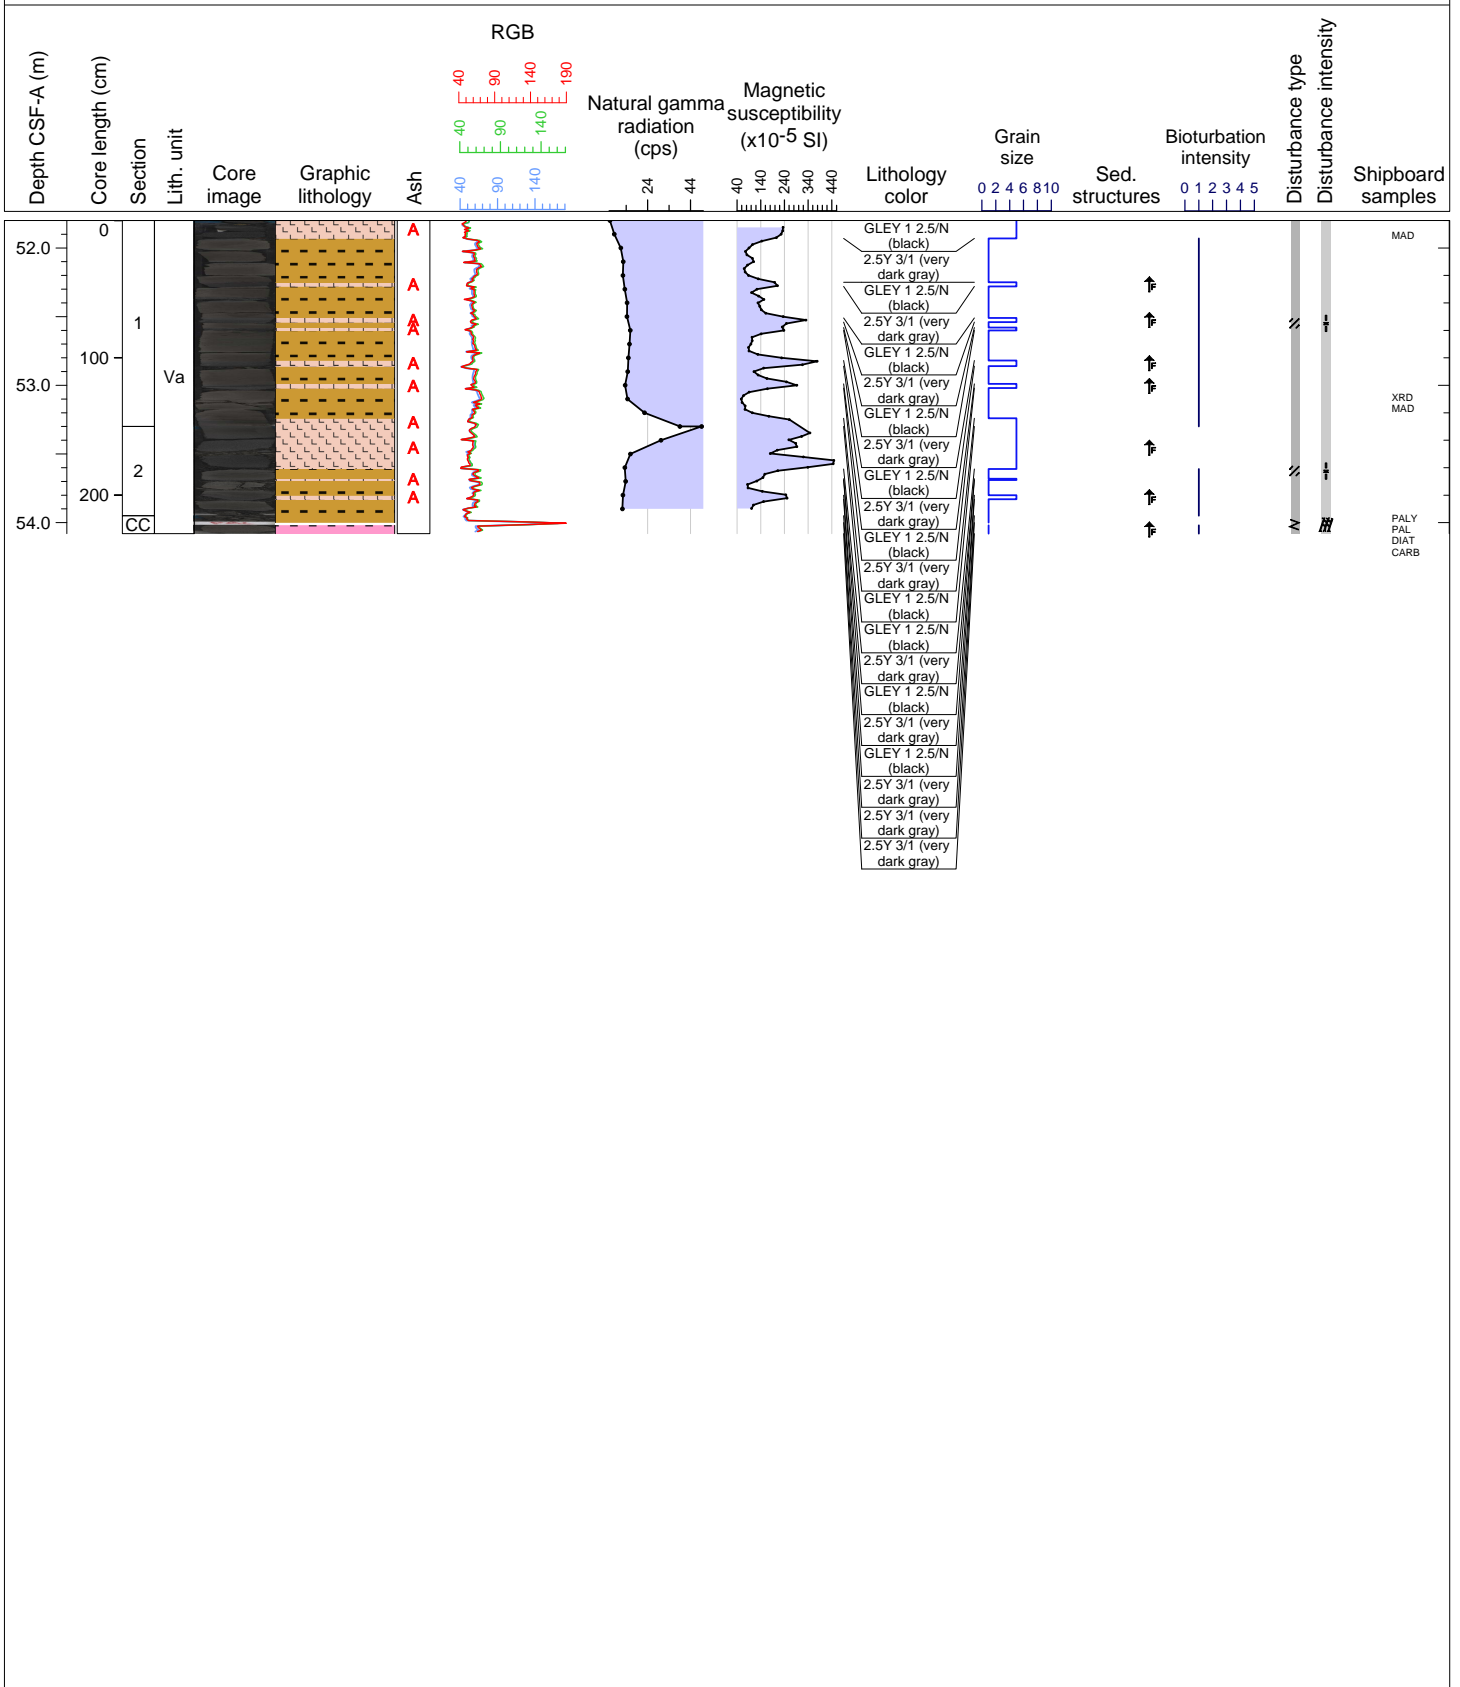 RGB
Depth CSF-A (m)
Core length (cm)
Section
Lith. unit
Core
image
Graphic
lithology
Ash
40 90 140 190
40 90 140
40 90 140
Natural gamma
radiation
(cps)
24 44
Magnetic
susceptibility
(x10-5 SI)
40 140 240 340 440
Lithology
color
Grain
size
0 2 4 6 8 10
Sed.
structures
Bioturbation
intensity
0 1 2 3 4 5
Disturbance type
Disturbance intensity
Shipboard
samples
52.0
53.0
54.0
0
100
200
1
2
CC
Va
A
A
A
A
A
A
A
A
A
A
GLEY 1 2.5/N
(black)
2.5Y 3/1 (very
dark gray)
GLEY 1 2.5/N
(black)
2.5Y 3/1 (very
dark gray)
GLEY 1 2.5/N
(black)
2.5Y 3/1 (very
dark gray)
GLEY 1 2.5/N
(black)
2.5Y 3/1 (very
dark gray)
GLEY 1 2.5/N
(black)
2.5Y 3/1 (very
dark gray)
GLEY 1 2.5/N
(black)
2.5Y 3/1 (very
dark gray)
GLEY 1 2.5/N
(black)
GLEY 1 2.5/N
(black)
2.5Y 3/1 (very
dark gray)
GLEY 1 2.5/N
(black)
2.5Y 3/1 (very
dark gray)
GLEY 1 2.5/N
(black)
2.5Y 3/1 (very
dark gray)
2.5Y 3/1 (very
dark gray)
2.5Y 3/1 (very
dark gray)
F
F
F
F
F
F
F
MAD
XRD
MAD
PALY
PAL
DIAT
CARB